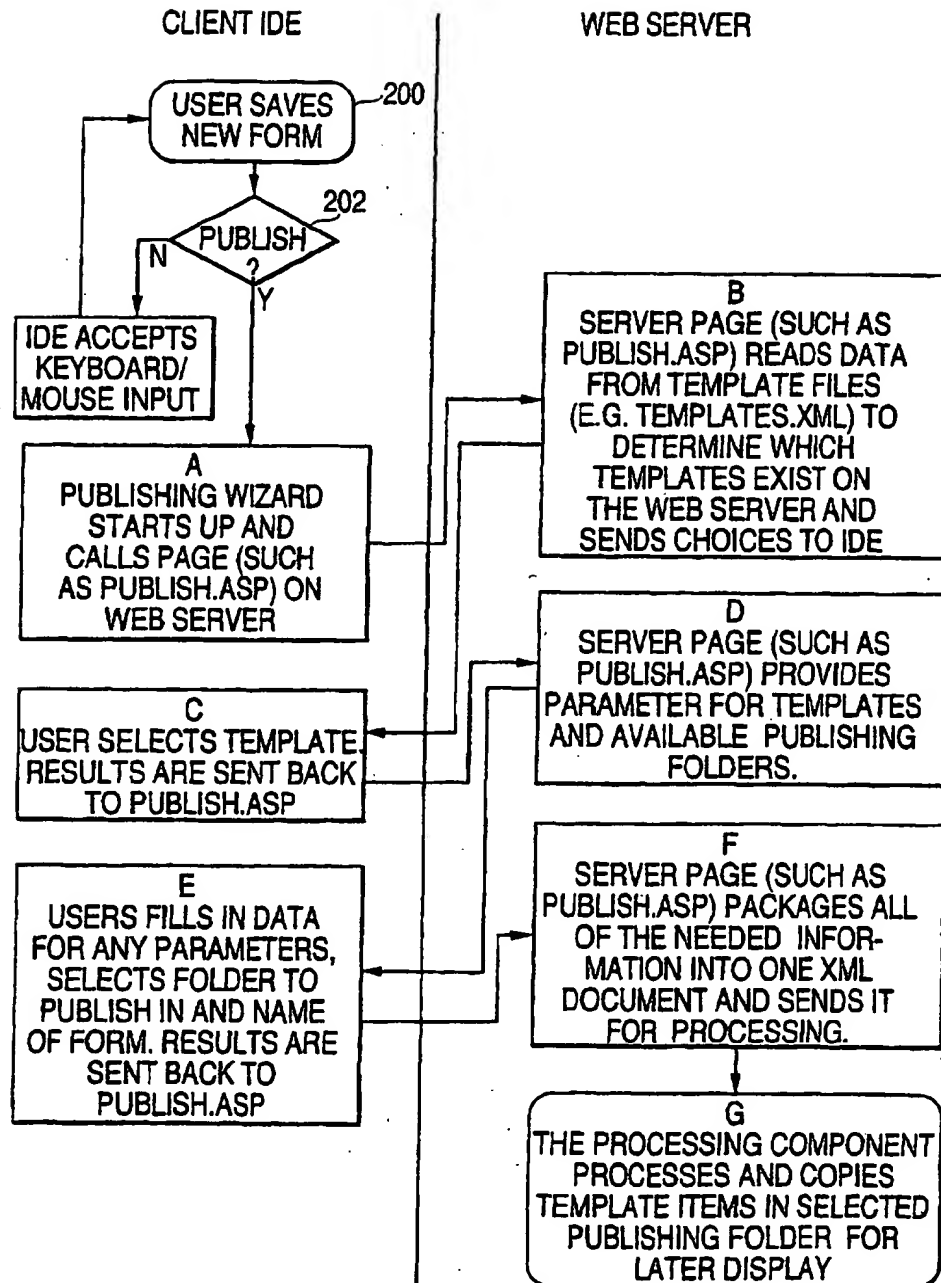 CLIENT IDE
WEB SERVER
USER SAVES
NEW FORM
200
202
PUBLISH
?
N
Y
IDE ACCEPTS
KEYBOARD/
MOUSE INPUT
A
PUBLISHING WIZARD
STARTS UP AND
CALLS PAGE (SUCH
AS PUBLISH.ASP) ON
WEB SERVER
B
SERVER PAGE (SUCH AS
PUBLISH.ASP) READS DATA
FROM TEMPLATE FILES
(E.G. TEMPLATES.XML) TO
DETERMINE WHICH
TEMPLATES EXIST ON
THE WEB SERVER AND
SENDS CHOICES TO IDE
C
USER SELECTS TEMPLATE.
RESULTS ARE SENT BACK
TO PUBLISH.ASP
D
SERVER PAGE (SUCH AS
PUBLISH.ASP) PROVIDES
PARAMETER FOR TEMPLATES
AND AVAILABLE PUBLISHING
FOLDERS.
E
USERS FILLS IN DATA
FOR ANY PARAMETERS,
SELECTS FOLDER TO
PUBLISH IN AND NAME
OF FORM. RESULTS ARE
SENT BACK TO
PUBLISH.ASP
F
SERVER PAGE (SUCH AS
PUBLISH.ASP) PACKAGES ALL
OF THE NEEDED INFOR-
MATION INTO ONE XML
DOCUMENT AND SENDS IT
FOR PROCESSING.
G
THE PROCESSING COMPONENT
PROCESSES AND COPIES
TEMPLATE ITEMS IN SELECTED
PUBLISHING FOLDER FOR
LATER DISPLAY